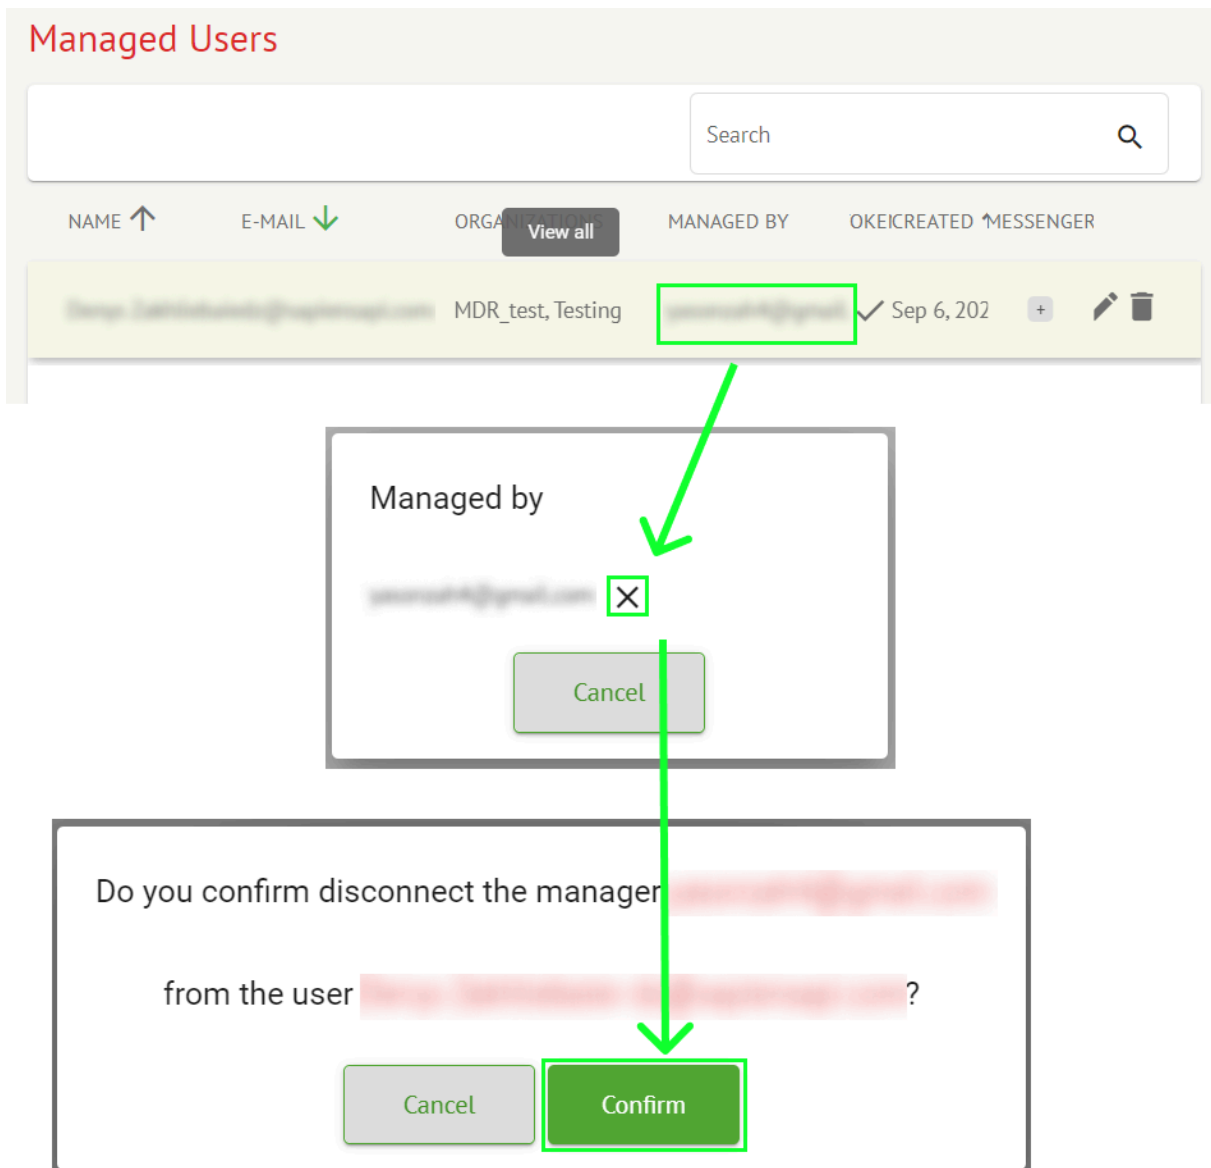 Managed Users
Search
NAME E-MAIL MANAGED BY OKEICREATED MESSENGER
View all
MDR_test, Testing Sep 6, 202 +
Managed by
Cancel
Do you confirm disconnect the manager
from the user ?
Cancel Confirm